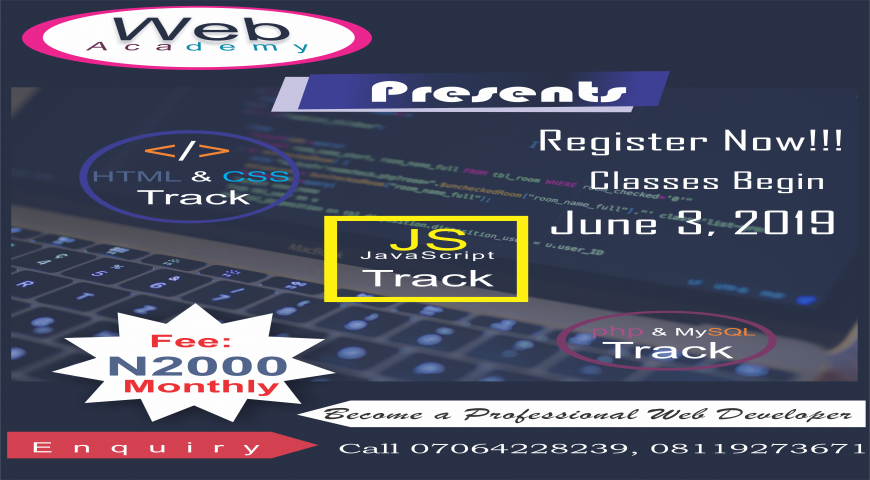 Web
Academy
Presents
Register Now!!!
Classes Begin
June 3, 2019
</>
HTML & CSS
Track
JS
JavaScript
Track
php & MySQL
Track
Fee:
N2000
Monthly
Become a Professional Web Developer
Enquiry
Call 07064228239, 08119273671